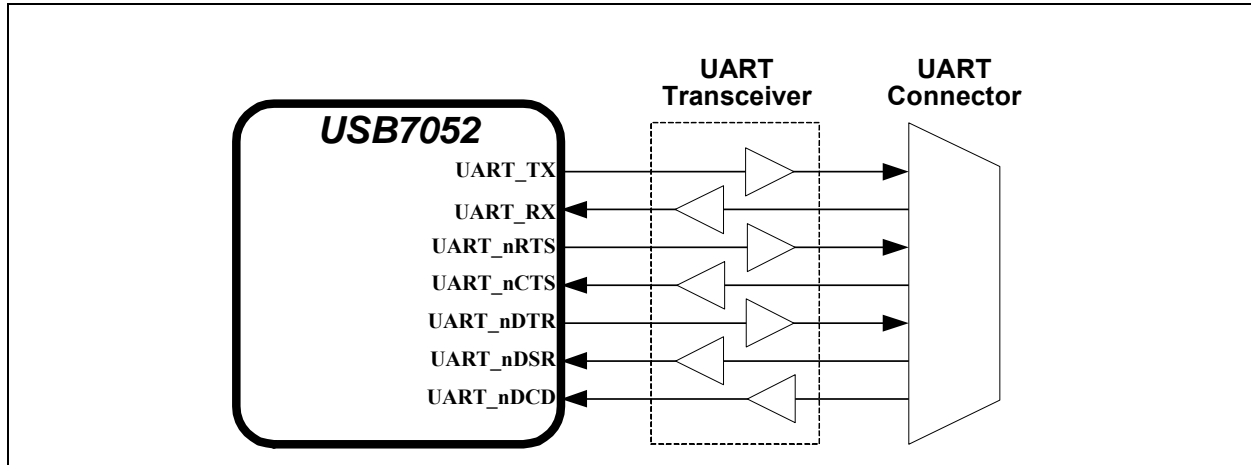 UART
Transceiver
UART
Connector
USB7052
UART_TX
UART_RX
UART_nRTS
UART_nCTS
UART_nDTR
UART_nDSR
UART_nDCD